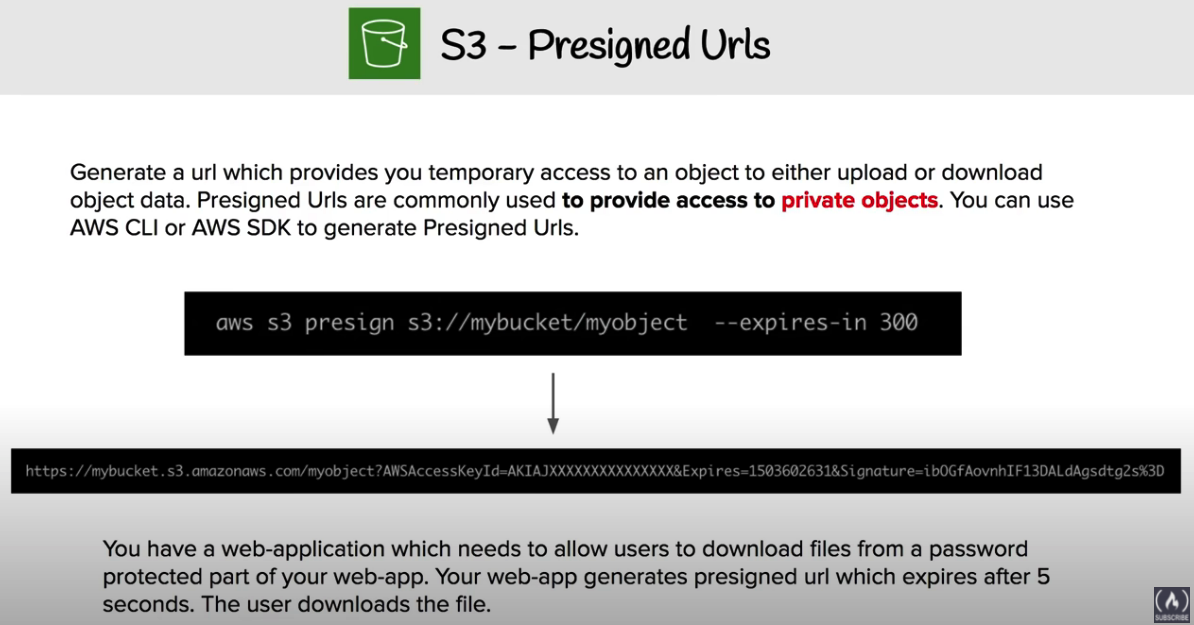 S3 – Presigned Urls
Generate a url which provides you temporary access to an object to either upload or download
object data. Presigned Urls are commonly used to provide access to private objects. You can use
AWS CLI or AWS SDK to generate Presigned Urls.
aws s3 presign s3://mybucket/myobject --expires-in 300
https://mybucket.s3.amazonaws.com/myobject?AWSAccessKeyId=AKIAJXXXXXXXXXXXXXXX&Expires=1503602631&Signature=ibOGfAovnhIF13DALdAgsdtg2s%3D
You have a web-application which needs to allow users to download files from a password
protected part of your web-app. Your web-app generates presigned url which expires after 5
seconds. The user downloads the file.
SUBSCRIBE